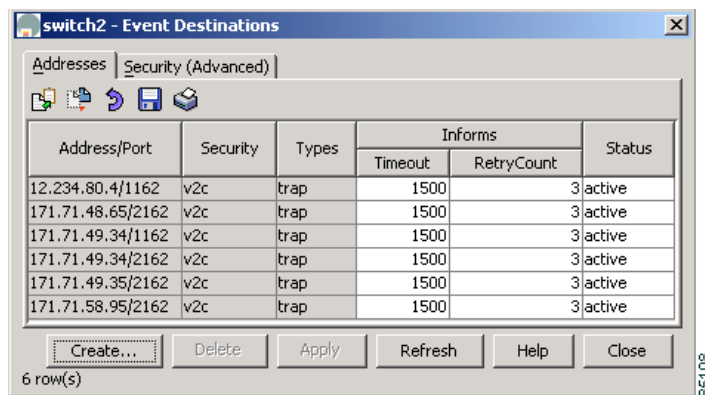 switch2 - Event Destinations
Addresses Security (Advanced)
Address/Port Security Types Informs Status
Timeout RetryCount
12.234.80.4/1162 v2c trap 1500 3 active
171.71.48.65/2162 v2c trap 1500 3 active
171.71.49.34/1162 v2c trap 1500 3 active
171.71.49.34/2162 v2c trap 1500 3 active
171.71.49.35/2162 v2c trap 1500 3 active
171.71.58.95/2162 v2c trap 1500 3 active
Create... Delete Apply Refresh Help Close
6 row(s)